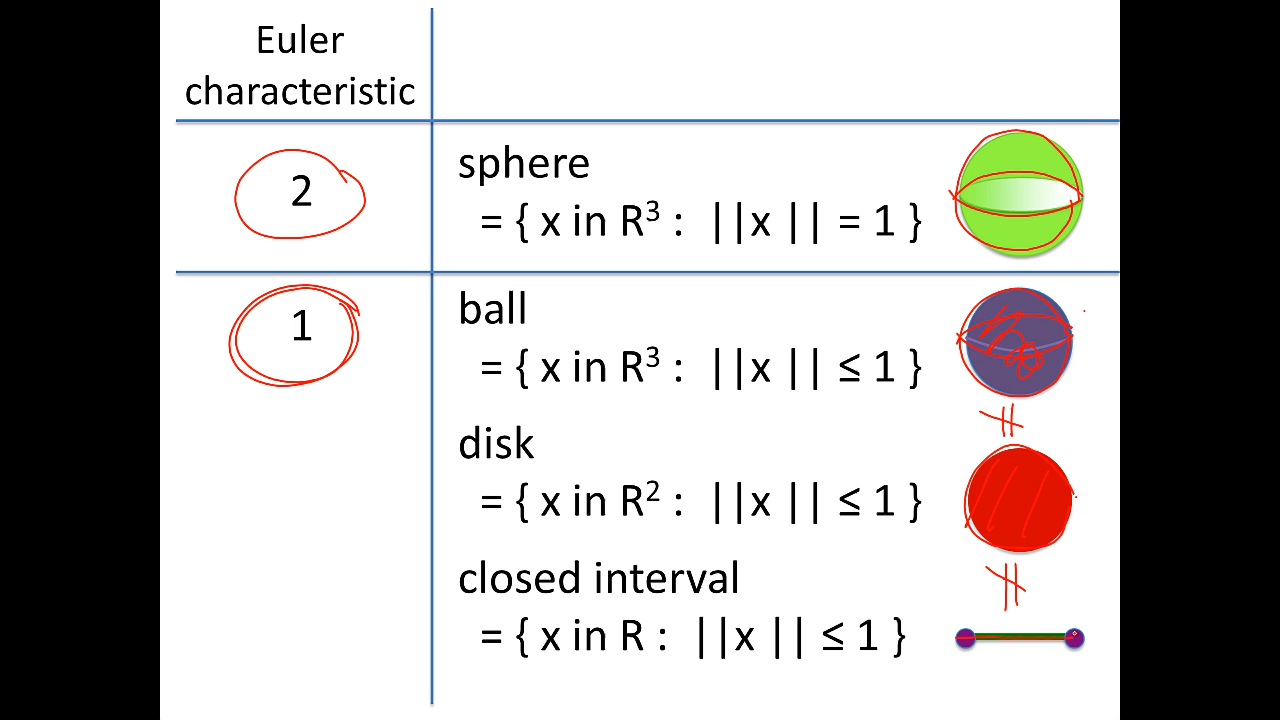 Euler
characteristic
2
sphere
= { x in R³ : ||x || = 1 }
1
ball
= { x in R³ : ||x || ≤ 1 }
disk
= { x in R² : ||x || ≤ 1 }
closed interval
= { x in R : ||x || ≤ 1 }